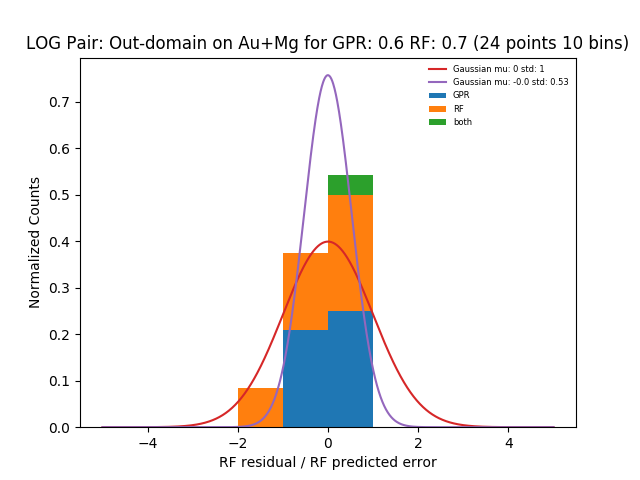 LOG Pair: Out-domain on Au+Mg for GPR: 0.6 RF: 0.7 (24 points 10 bins)
Gaussian mu: 0 std: 1
Gaussian mu: -0.0 std: 0.53
GPR
RF
both
Normalized Counts
0.7
0.6
0.5
0.4
0.3
0.2
0.1
0.0
−4 −2 0 2 4
RF residual / RF predicted error